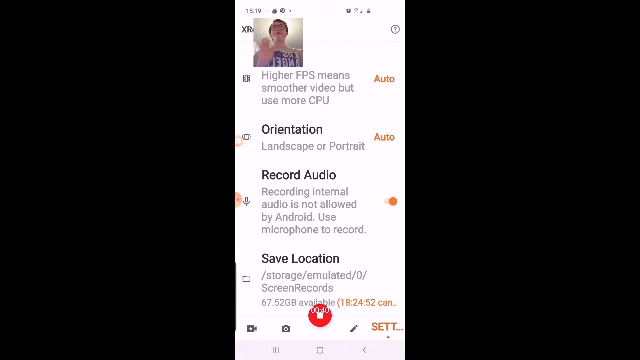 18:19
XRe
Higher FPS means
smoother video but
use more CPU
Auto
Orientation
Landscape or Portrait
Auto
Record Audio
Recording internal
audio is not allowed
by Android. Use
microphone to record.
Save Location
/storage/emulated/0/
ScreenRecords
67.52GB available (18:24:52 can..
SETT...